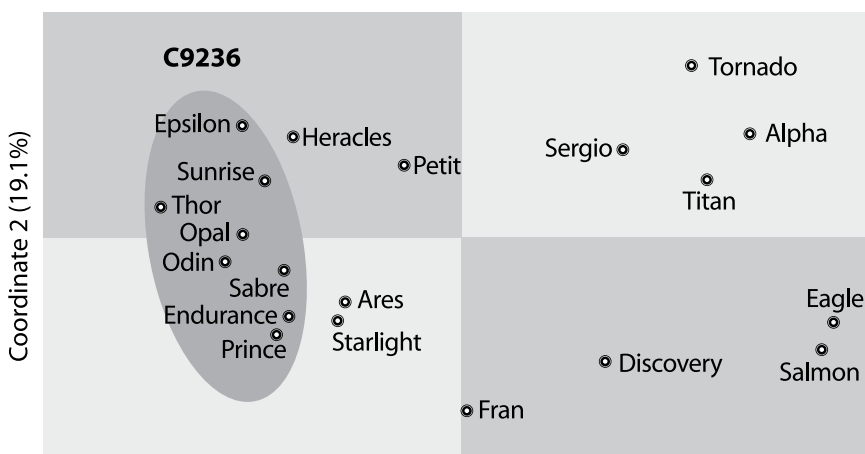 C9236
Tornado
Epsilon
Heracles
Alpha
Sergio
Petit
Sunrise
Titan
Thor
Opal
Odin
Sabre
Ares
Eagle
Endurance
Starlight
Prince
Discovery
Salmon
Fran
Coordinate 2 (19.1%)